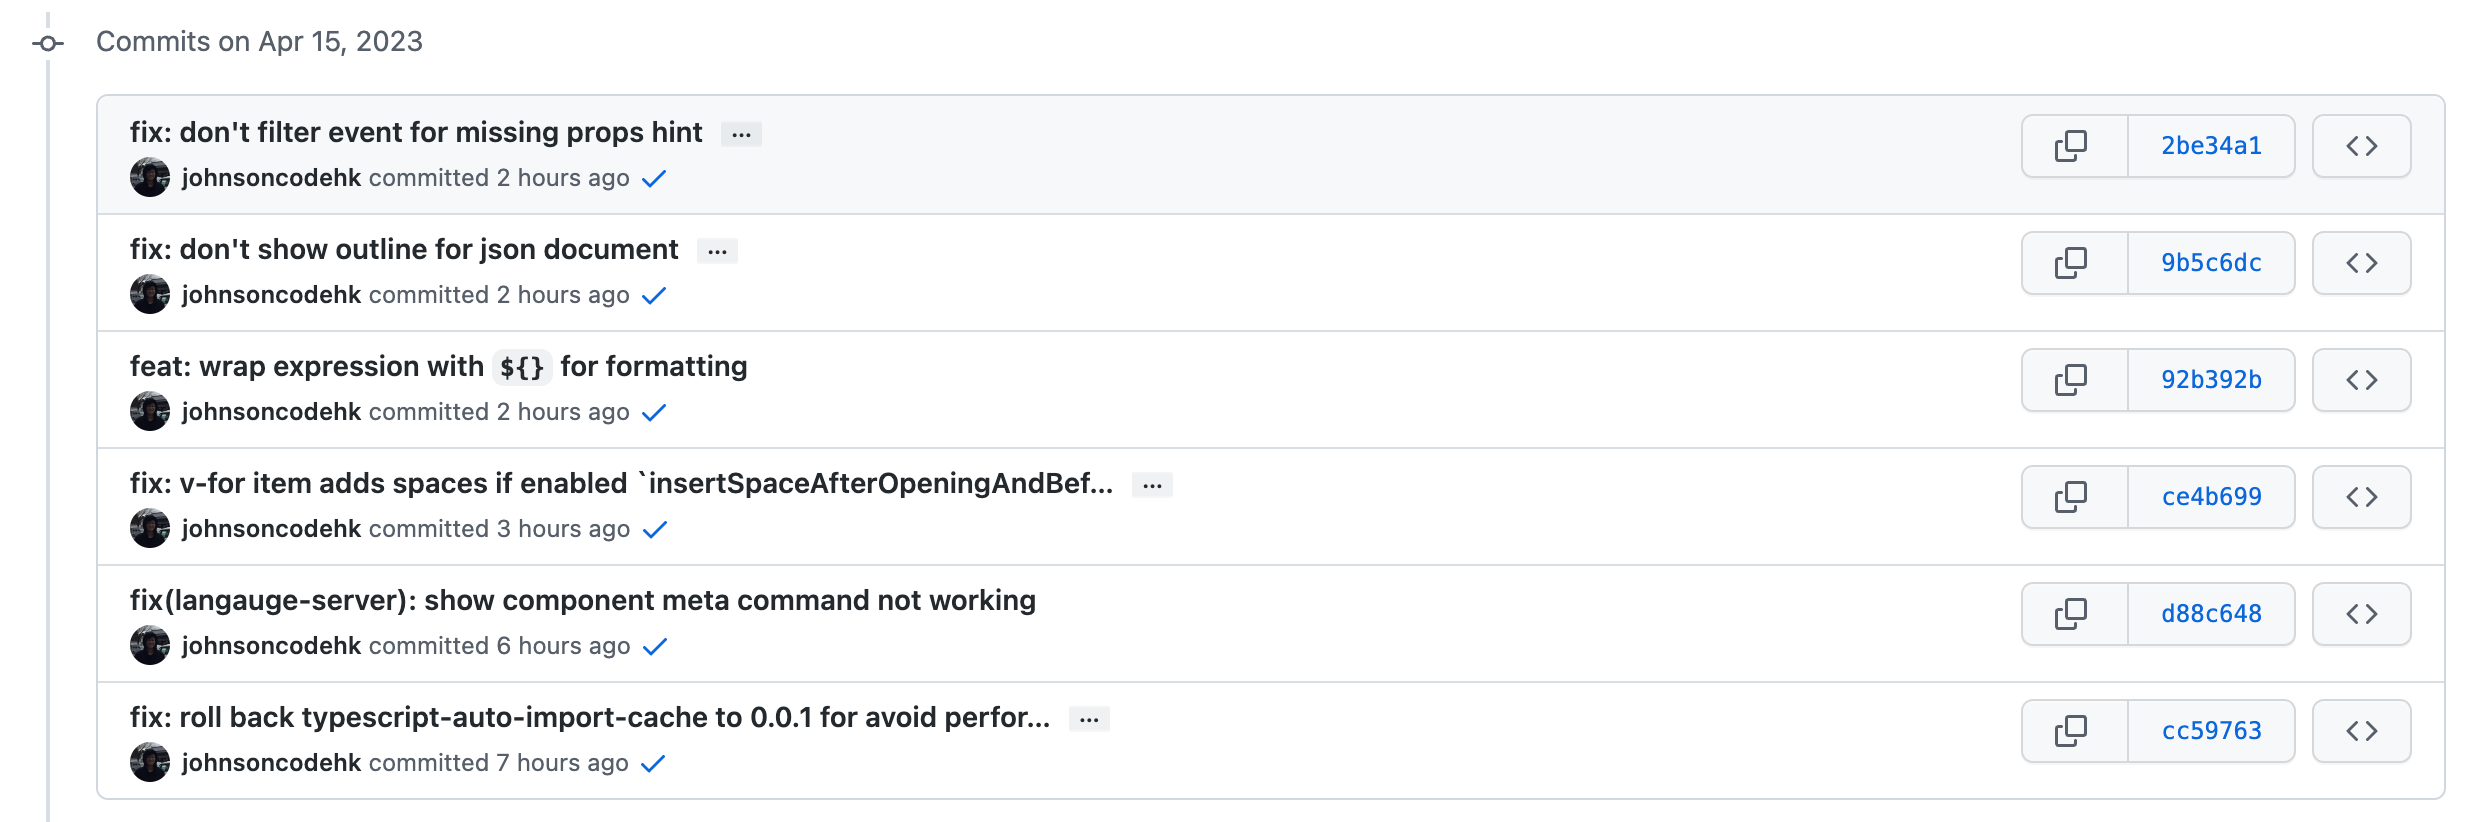 Commits on Apr 15, 2023
fix: don't filter event for missing props hint ...
johnsoncodehk committed 2 hours ago
2be34a1
fix: don't show outline for json document ...
johnsoncodehk committed 2 hours ago
9b5c6dc
feat: wrap expression with ${} for formatting
johnsoncodehk committed 2 hours ago
92b392b
fix: v-for item adds spaces if enabled `insertSpaceAfterOpeningAndBef... ...
johnsoncodehk committed 3 hours ago
ce4b699
fix(langauge-server): show component meta command not working
johnsoncodehk committed 6 hours ago
d88c648
fix: roll back typescript-auto-import-cache to 0.0.1 for avoid perfor... ...
johnsoncodehk committed 7 hours ago
cc59763